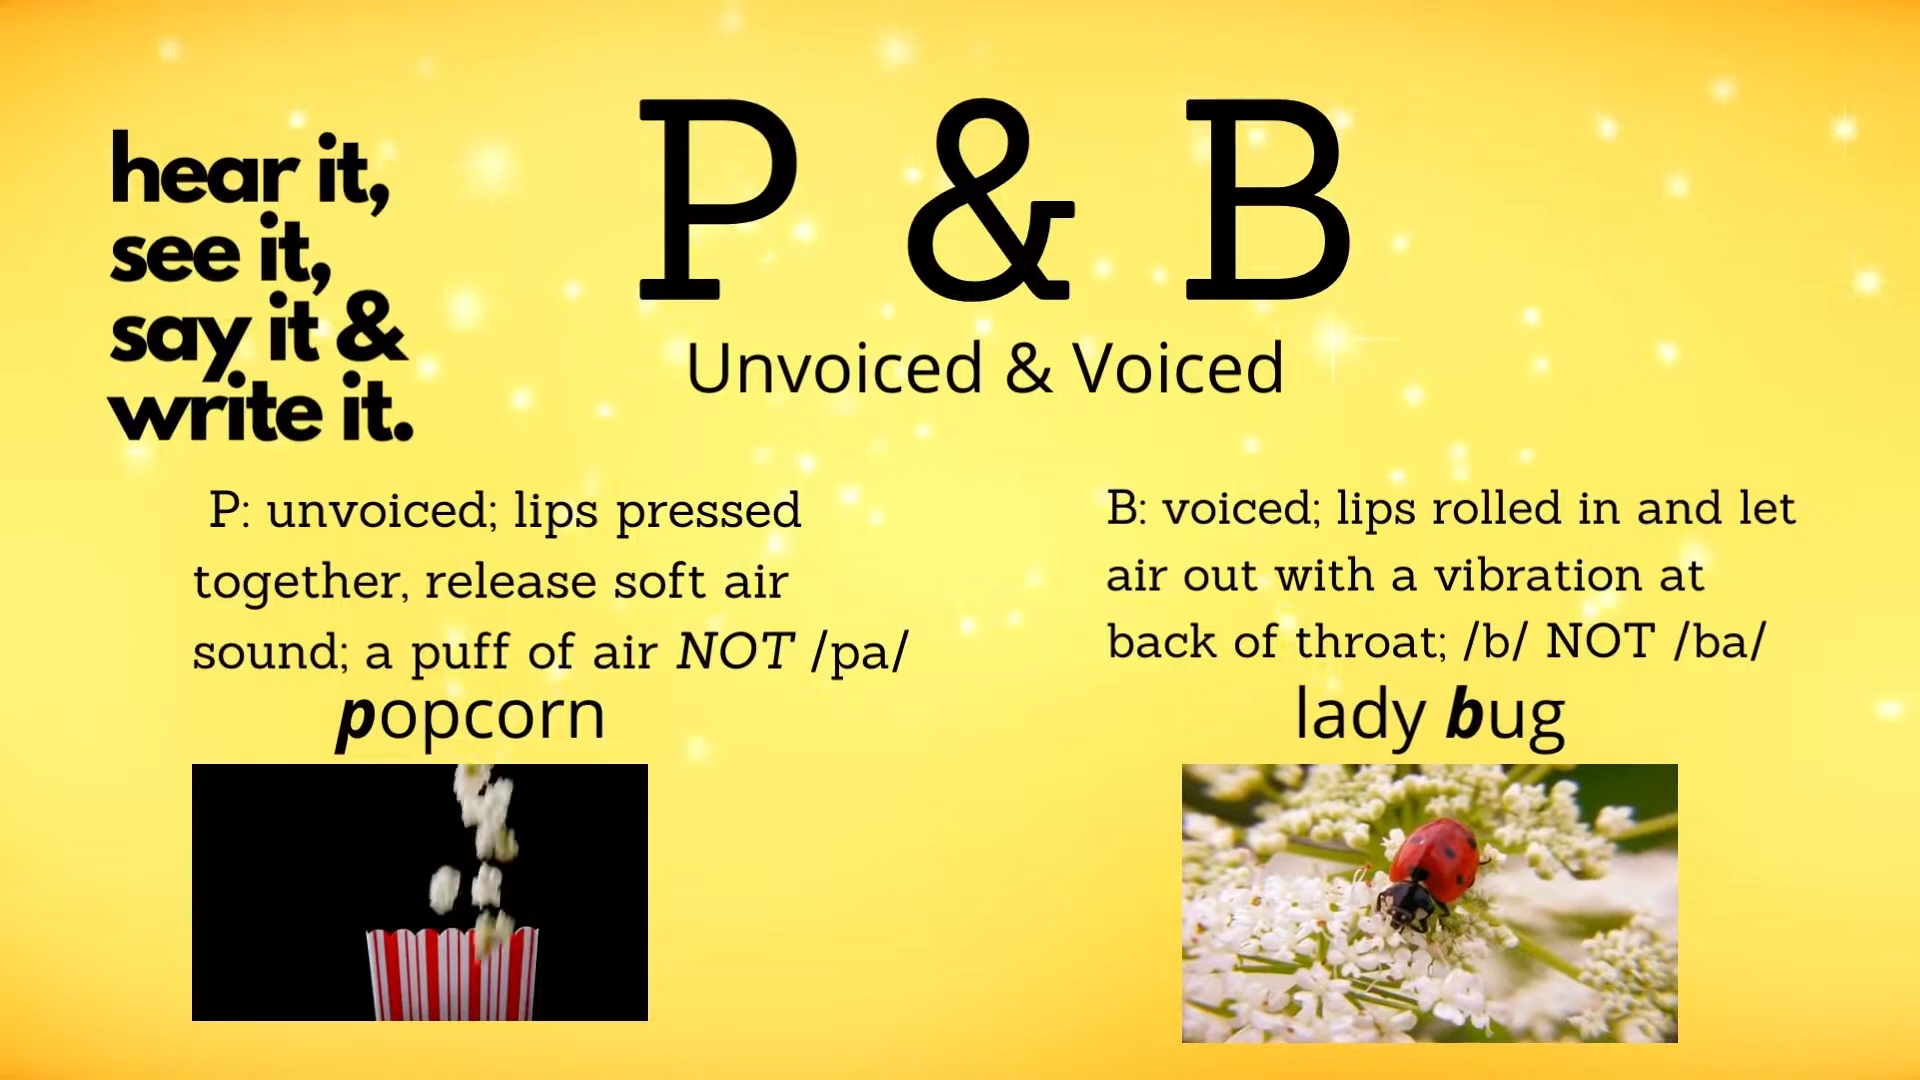 hear it,
see it,
say it &
write it.
P & B
Unvoiced & Voiced
P: unvoiced; lips pressed
together, release soft air
sound; a puff of air NOT /pa/
popcorn
B: voiced; lips rolled in and let
air out with a vibration at
back of throat; /b/ NOT /ba/
lady bug